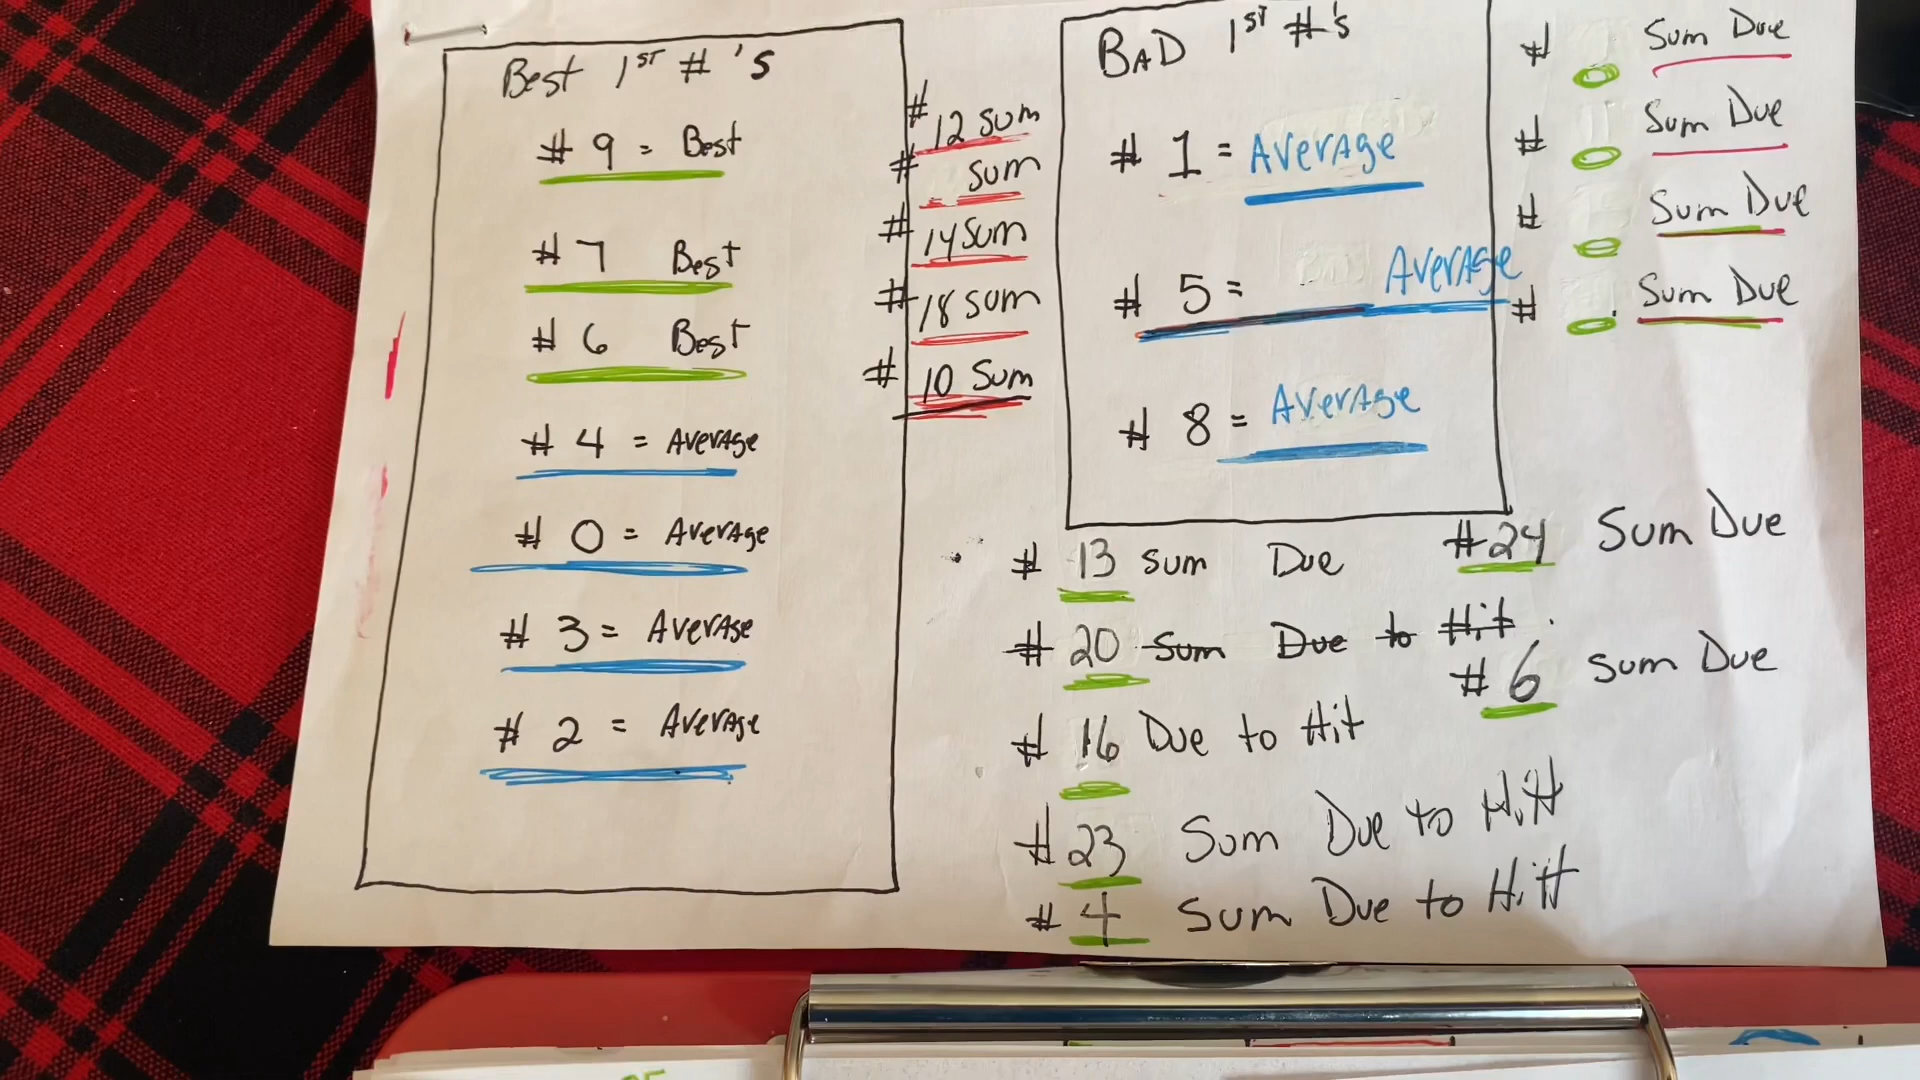 Best 1ST #'s
# 9 = Best
# 7 Best
# 6 Best
# 4 = Average
# 0 = Average
# 3 = Average
# 2 = Average
# 12 Sum
# Sum
# 14 Sum
# 18 Sum
# 10 Sum
BAD 1ST #'s
# 1 = Average
# 5 = Average
# 8 = Average
# Sum Due
# Sum Due
# Sum Due
# Sum Due
# 13 Sum Due
# 20 Sum Due to Hit
# 16 Due to Hit
# 23 Sum Due to Hit
# 4 Sum Due to Hit
#24 Sum Due
# 6 Sum Due